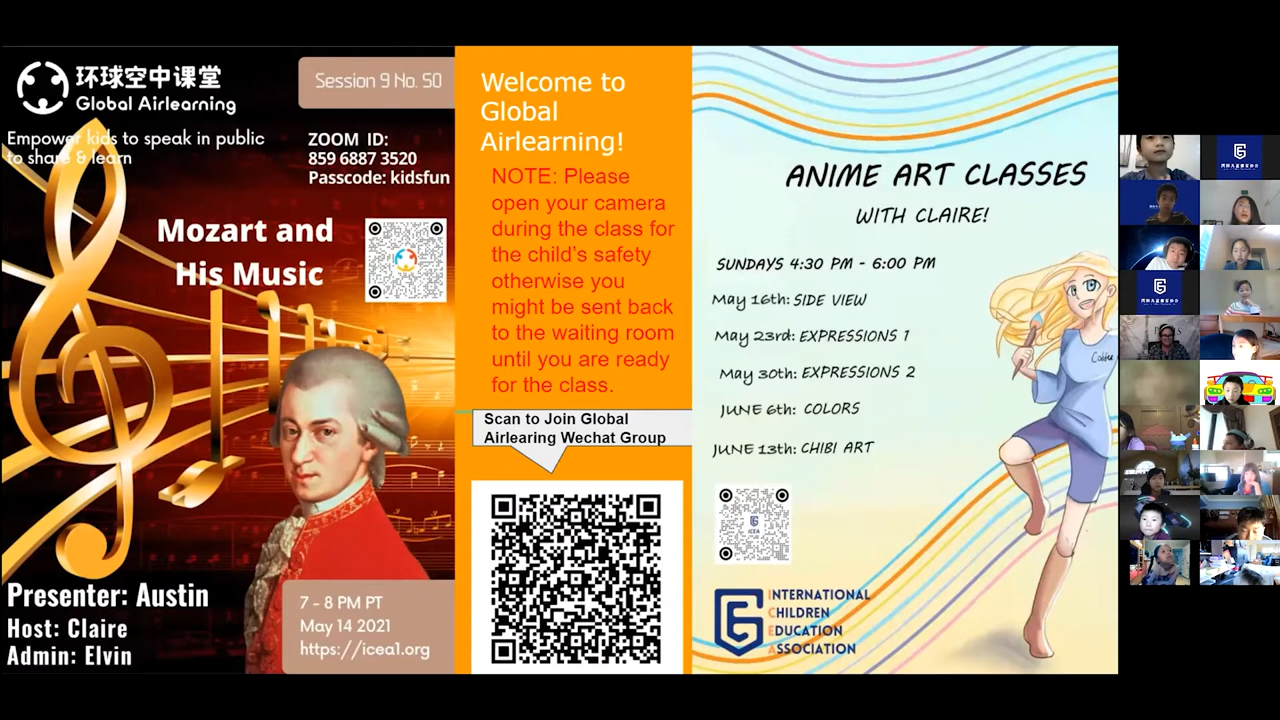 环球空中课堂
Global Airlearning
Empower kids to speak in public
to share & learn
Session 9 No. 50
ZOOM ID:
859 6887 3520
Passcode: kidsfun
Mozart and
His Music
Presenter: Austin
Host: Claire
Admin: Elvin
7 - 8 PM PT
May 14 2021
https://icea1.org
Welcome to
Global
Airlearning!
NOTE: Please
open your camera
during the class for
the child's safety
otherwise you
might be sent back
to the waiting room
until you are ready
for the class.
Scan to Join Global
Airlearing Wechat Group
ANIME ART CLASSES
WITH CLAIRE!
SUNDAYS 4:30 PM - 6:00 PM
May 16th: SIDE VIEW
May 23rd: EXPRESSIONS 1
May 30th: EXPRESSIONS 2
JUNE 6th: COLORS
JUNE 13th: CHIBI ART
ICEA
INTERNATIONAL
CHILDREN
EDUCATION
ASSOCIATION